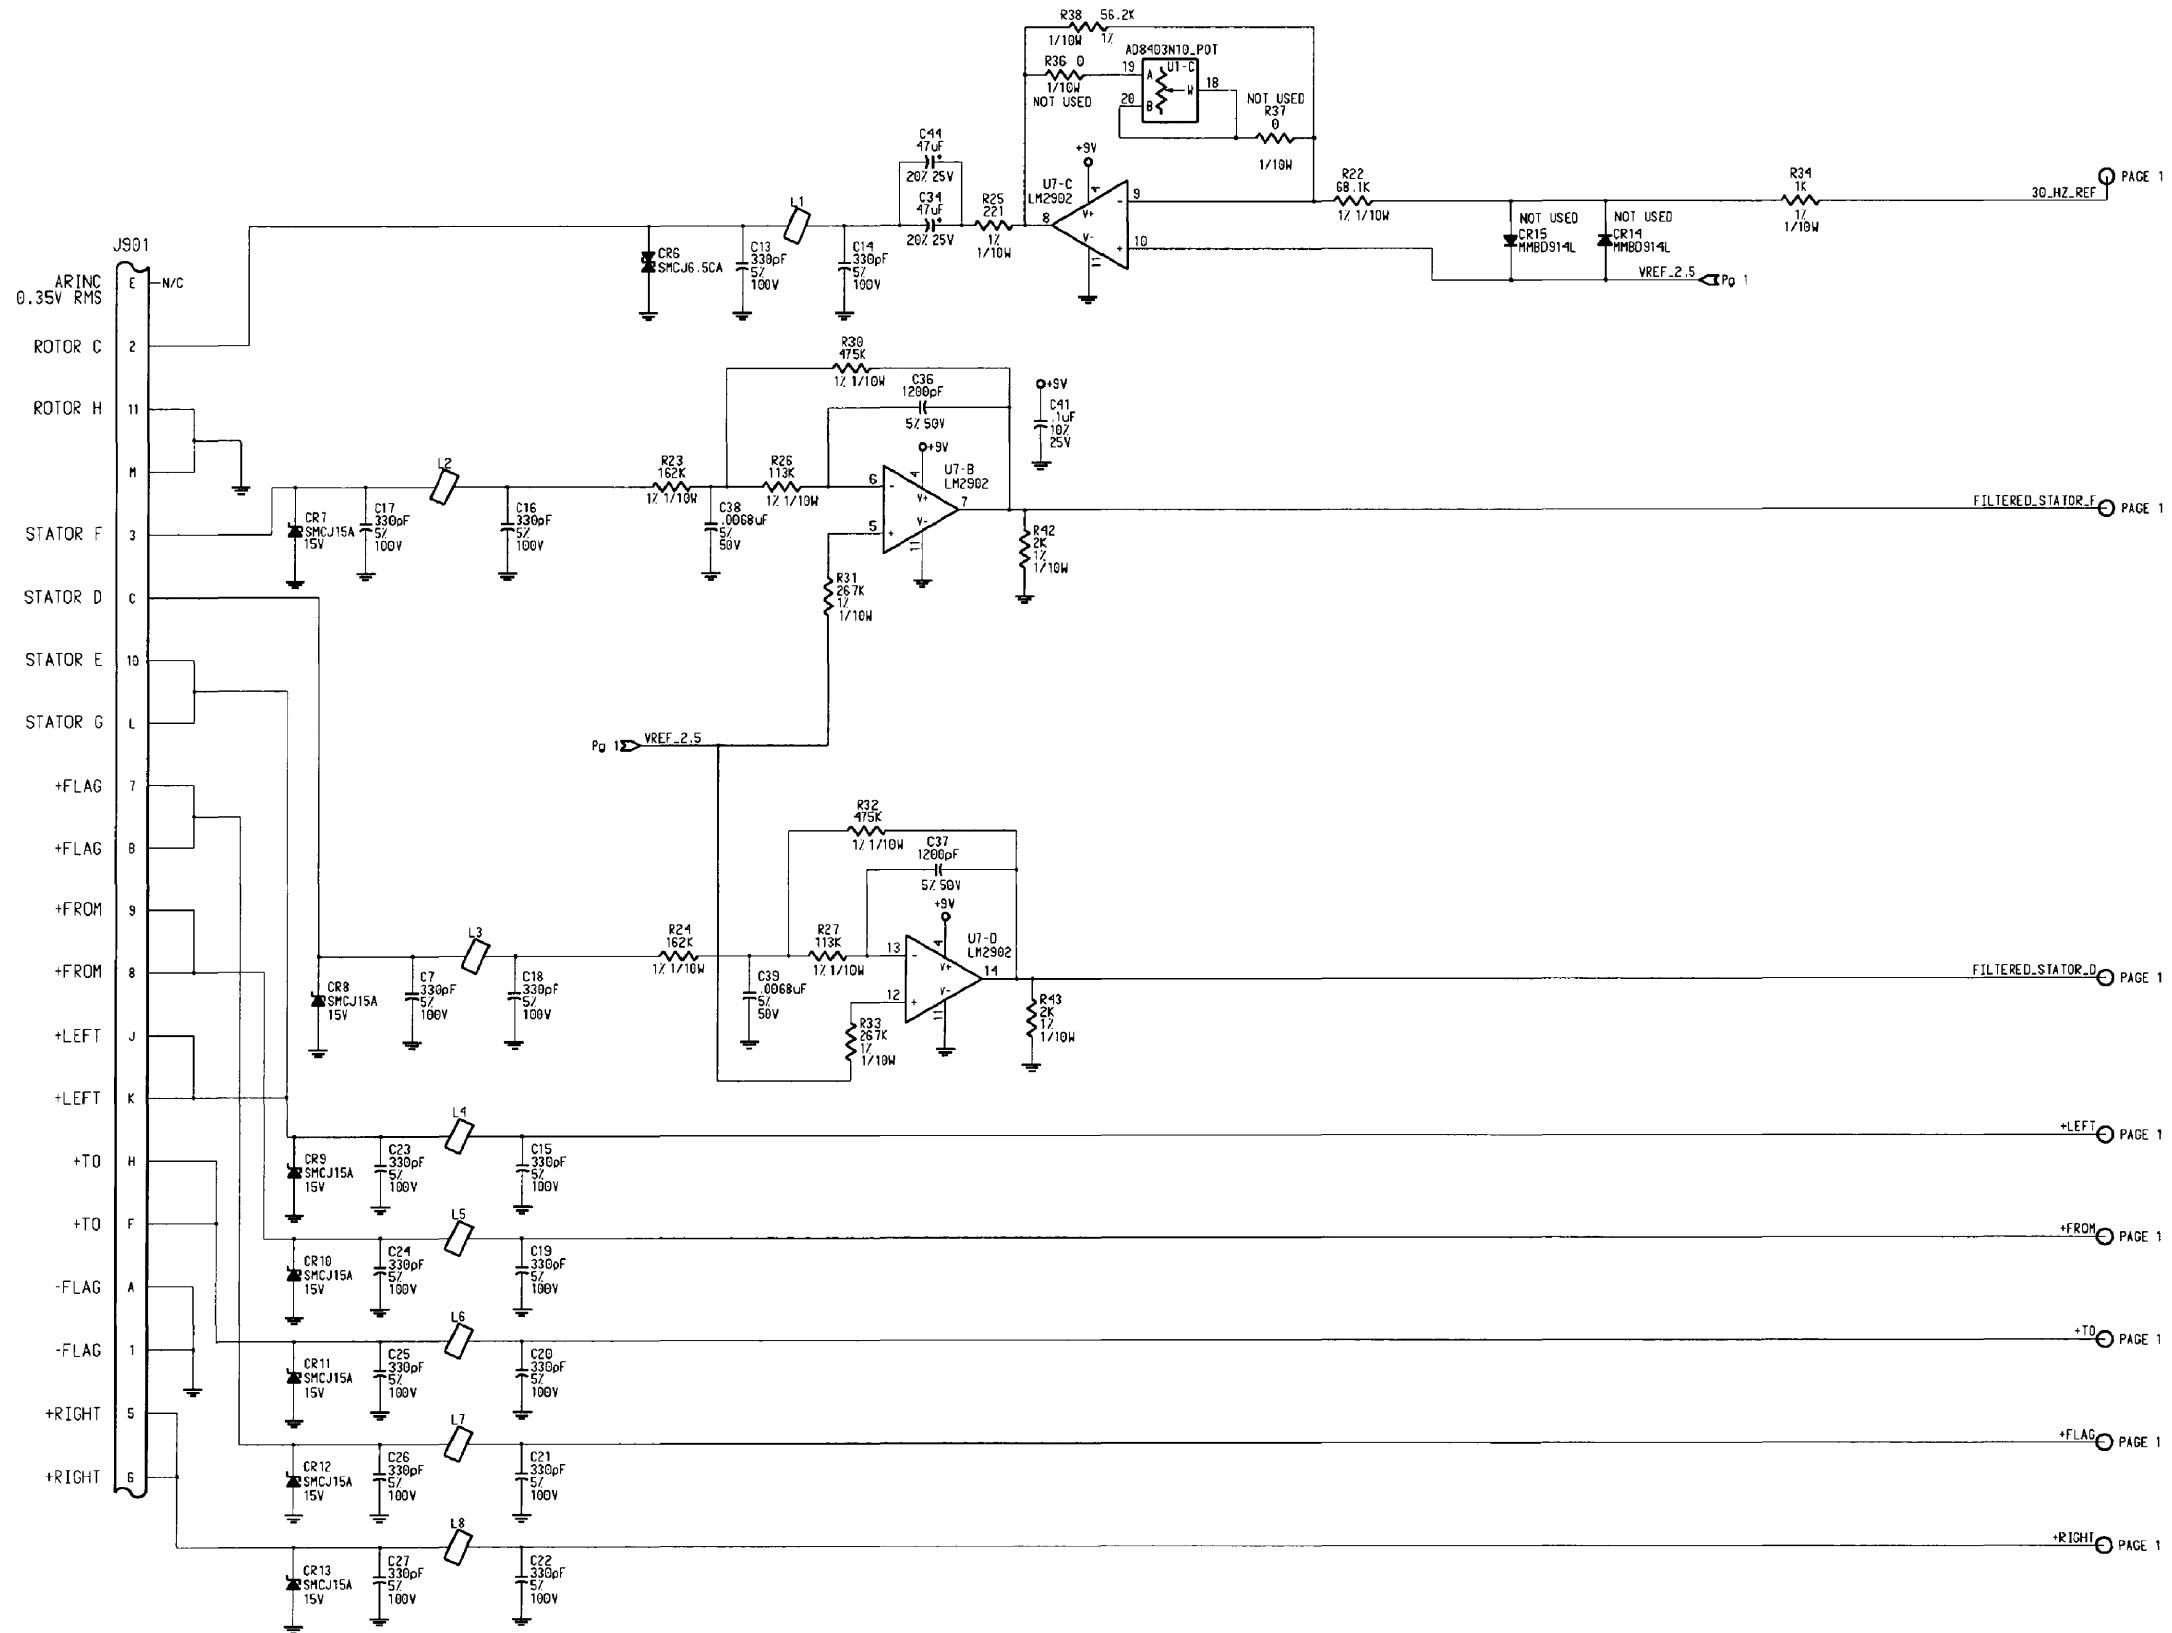 R38 56.2K
1/10W 1%
AD8403N10_POT
R36 0
1/10W
NOT USED
19
A
U1-C
W
18
20
B
NOT USED
R37
0
1/10W
C44
47uF
20% 25V
+9V
U7-C
LM2902
4
V+
V-
11
8
9
-
10
+
C34
47uF
20% 25V
R25
221
1%
1/10W
R22
68.1K
1% 1/10W
R34
1K
1%
1/10W
30_HZ_REF
PAGE 1
NOT USED
CR15
MMBD914L
NOT USED
CR14
MMBD914L
VREF_2.5
Pg 1
L1
CR6
SMCJ6.5CA
C13
330pF
5%
100V
C14
330pF
5%
100V
J901
ARINC
0.35V RMS
E
N/C
ROTOR C
2
ROTOR H
11
M
STATOR F
3
STATOR D
C
STATOR E
10
STATOR G
L
+FLAG
7
+FLAG
B
+FROM
9
+FROM
8
+LEFT
J
+LEFT
K
+TO
H
+TO
F
-FLAG
A
-FLAG
1
+RIGHT
5
+RIGHT
6
R30
475K
1% 1/10W
C36
1200pF
5% 50V
+9V
C41
.1uF
10%
25V
L2
CR7
SMCJ15A
15V
C17
330pF
5%
100V
C16
330pF
5%
100V
R23
162K
1% 1/10W
R26
113K
1% 1/10W
C38
.0068uF
5%
50V
+9V
U7-B
LM2902
4
V+
V-
11
6
-
5
+
7
R42
2K
1%
1/10W
FILTERED_STATOR_F
PAGE 1
R31
267K
1%
1/10W
Pg 1
VREF_2.5
R32
475K
1% 1/10W
C37
1200pF
5% 50V
+9V
L3
CR8
SMCJ15A
15V
C7
330pF
5%
100V
C18
330pF
5%
100V
R24
162K
1% 1/10W
R27
113K
1% 1/10W
C39
.0068uF
5%
50V
U7-D
LM2902
4
V+
V-
11
13
-
12
+
14
R33
267K
1%
1/10W
R43
2K
1%
1/10W
FILTERED_STATOR_D
PAGE 1
L4
CR9
SMCJ15A
15V
C23
330pF
5%
100V
C15
330pF
5%
100V
+LEFT
PAGE 1
L5
CR10
SMCJ15A
15V
C24
330pF
5%
100V
C19
330pF
5%
100V
+FROM
PAGE 1
L6
CR11
SMCJ15A
15V
C25
330pF
5%
100V
C20
330pF
5%
100V
+TO
PAGE 1
L7
CR12
SMCJ15A
15V
C26
330pF
5%
100V
C21
330pF
5%
100V
+FLAG
PAGE 1
L8
CR13
SMCJ15A
15V
C27
330pF
5%
100V
C22
330pF
5%
100V
+RIGHT
PAGE 1